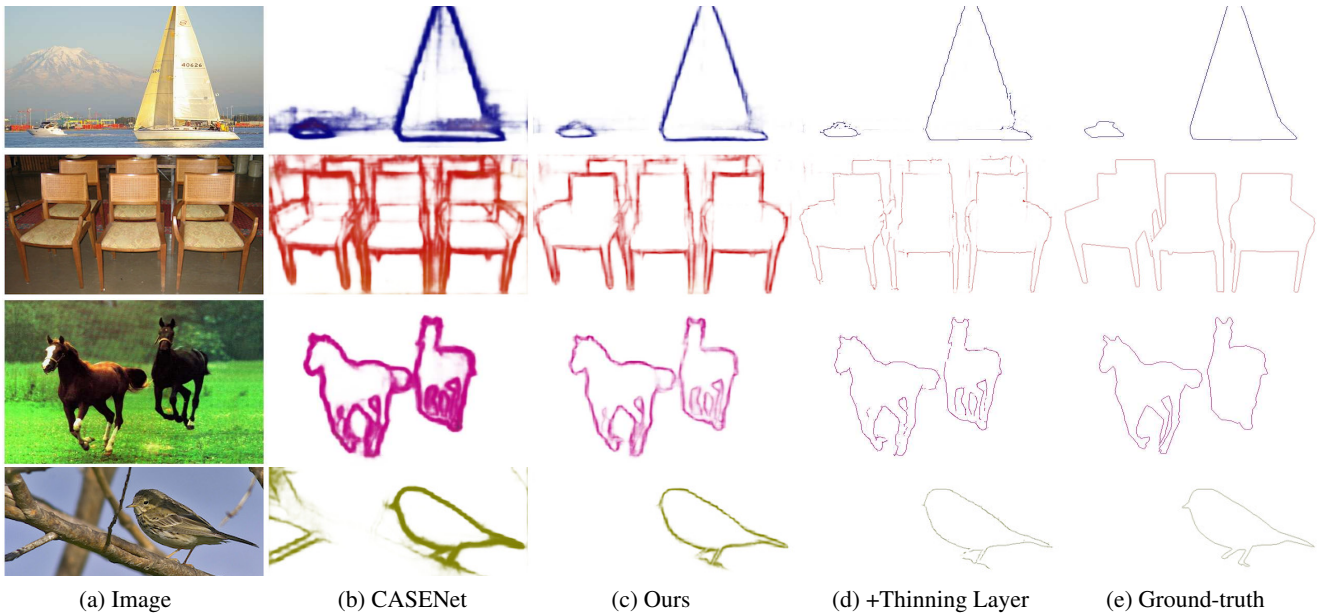 40626
(a) Image
(b) CASENet
(c) Ours
(d) +Thinning Layer
(e) Ground-truth